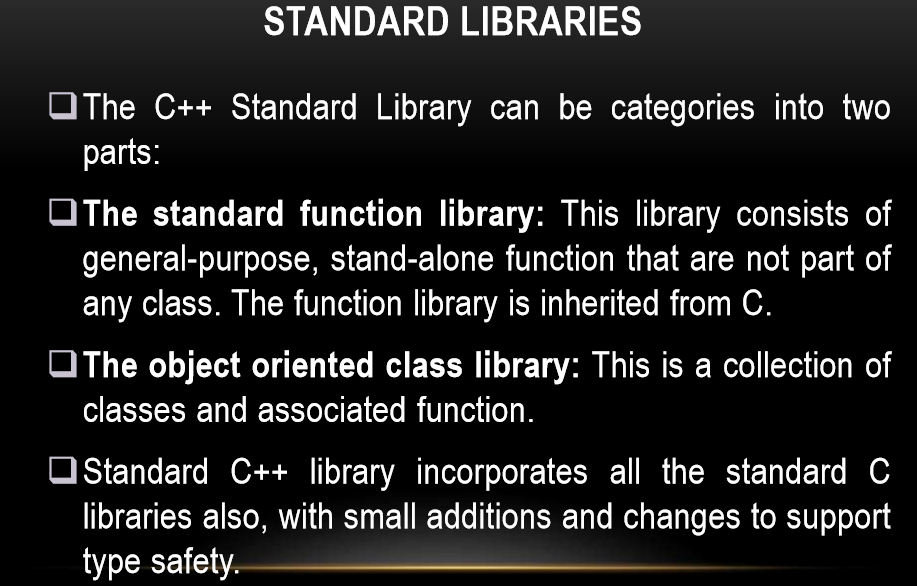 STANDARD LIBRARIES
The C++ Standard Library can be categories into two
parts:
The standard function library: This library consists of
general-purpose, stand-alone function that are not part of
any class. The function library is inherited from C.
The object oriented class library: This is a collection of
classes and associated function.
Standard C++ library incorporates all the standard C
libraries also, with small additions and changes to support
type safety.